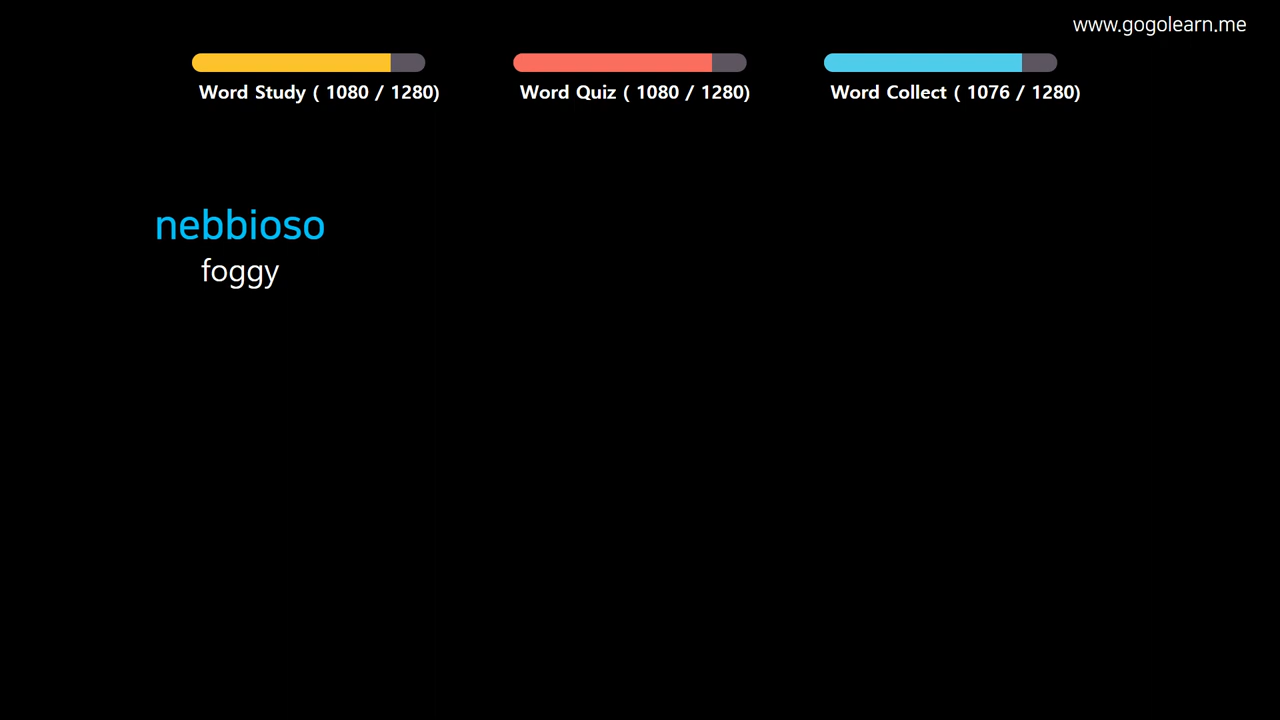 www.gogolearn.me
Word Study ( 1080 / 1280)
Word Quiz ( 1080 / 1280)
Word Collect ( 1076 / 1280)
nebbioso
foggy